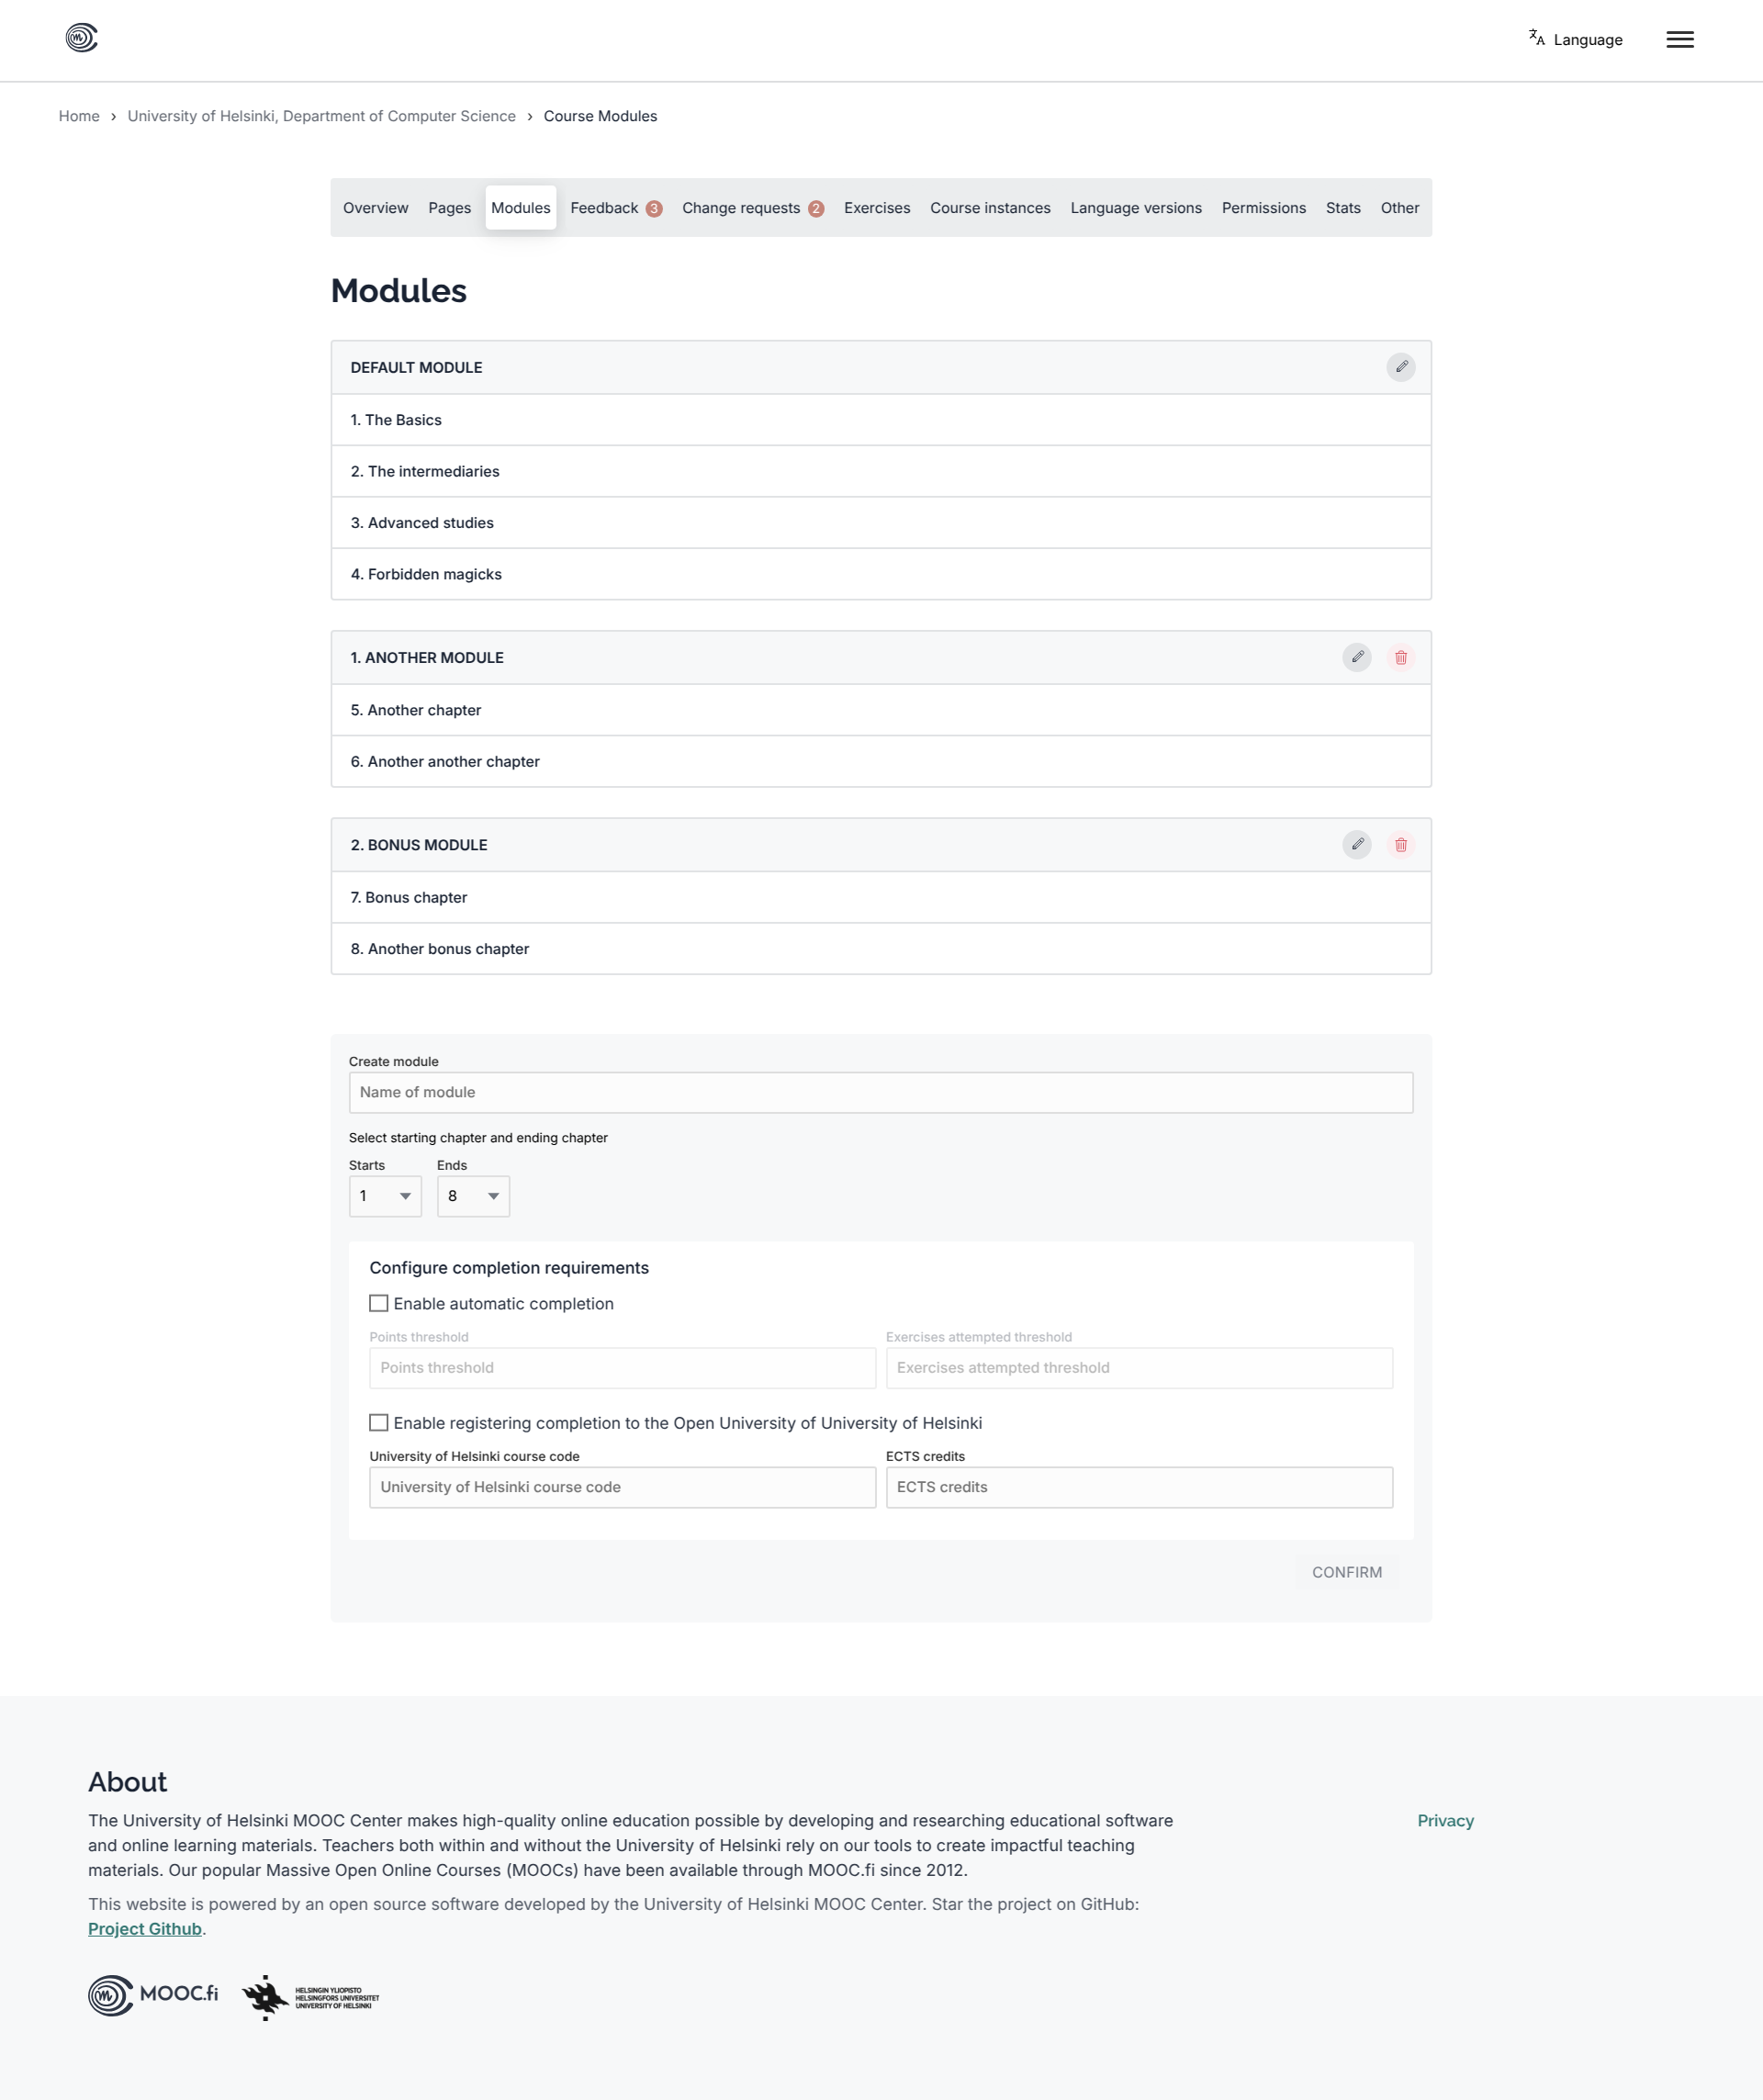 Language
Home › University of Helsinki, Department of Computer Science › Course Modules
Overview Pages Modules Feedback 3 Change requests 2 Exercises Course instances Language versions Permissions Stats Other
Modules
DEFAULT MODULE
1. The Basics
2. The intermediaries
3. Advanced studies
4. Forbidden magicks
1. ANOTHER MODULE
5. Another chapter
6. Another another chapter
2. BONUS MODULE
7. Bonus chapter
8. Another bonus chapter
Create module
Name of module
Select starting chapter and ending chapter
Starts Ends
1 8
Configure completion requirements
Enable automatic completion
Points threshold Exercises attempted threshold
Points threshold Exercises attempted threshold
Enable registering completion to the Open University of University of Helsinki
University of Helsinki course code ECTS credits
University of Helsinki course code ECTS credits
CONFIRM
About
The University of Helsinki MOOC Center makes high-quality online education possible by developing and researching educational software
and online learning materials. Teachers both within and without the University of Helsinki rely on our tools to create impactful teaching
materials. Our popular Massive Open Online Courses (MOOCs) have been available through MOOC.fi since 2012.
Privacy
This website is powered by an open source software developed by the University of Helsinki MOOC Center. Star the project on GitHub:
Project Github.
MOOC.fi
HELSINGIN YLIOPISTO
HELSINGFORS UNIVERSITET
UNIVERSITY OF HELSINKI